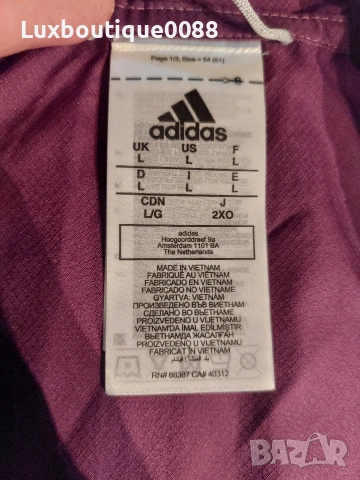 Luxboutique0088
Page 1/3, Size = 54 (51)
adidas
UK US F
L L L
D I E
L L L
CDN J
L/G 2XO
adidas
Hoogoorddreef 9a
Amsterdam 1101 BA
The Netherlands
MADE IN VIETNAM
FABRIQUÉ AU VIETNAM
FABRICADO EN VIETNAM
GYÁRTVA: VIETNAM
ПРОИЗВЕДЕНО ВЪВ ВИЕТНАМ
СДЕЛАНО ВО ВЬЕТНАМЕ
PROIZVEDENO U VIJETNAMU
VIETNAM'DA İMAL EDİLMİŞTİR
ВЬЕТНАМДА ЖАСАЛҒАН
PROIZVEDENO U VIJETNAMU
FABRICAT ÎN VIETNAM
RN# 88387 CA# 40312
BAZAR